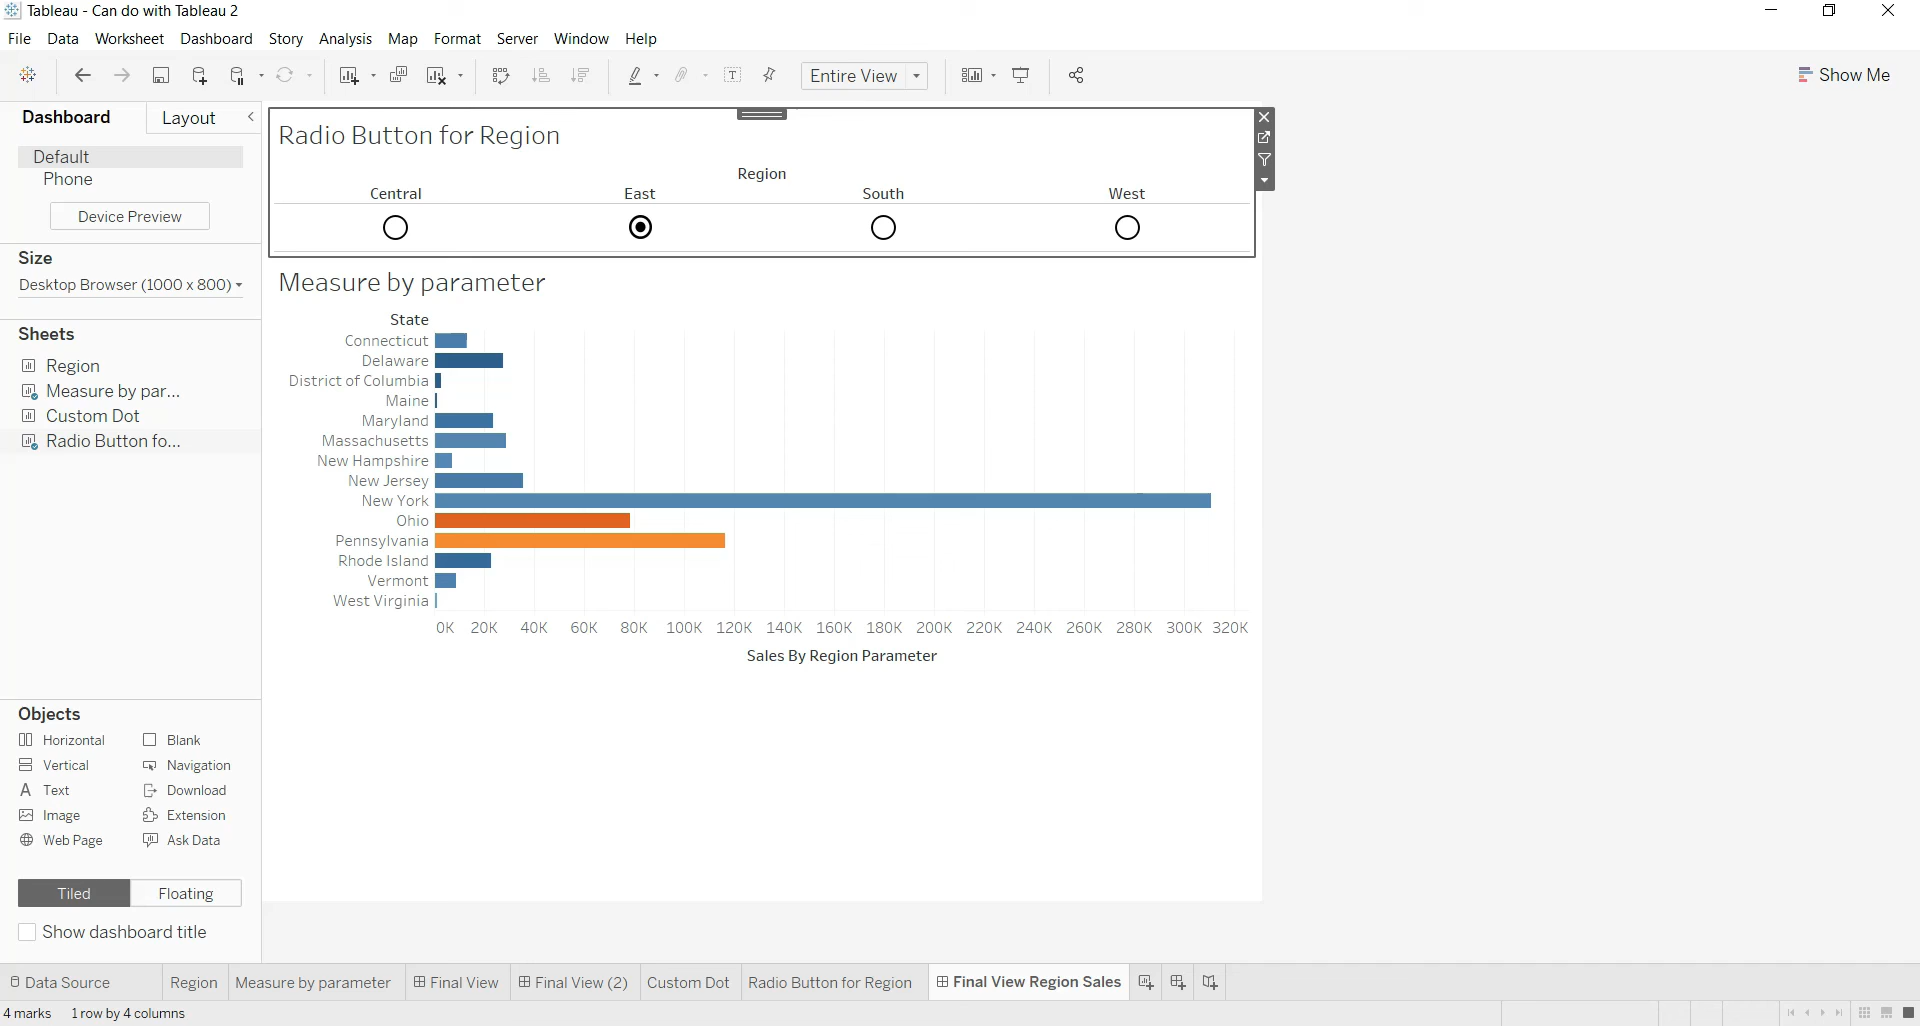 Tableau - Can do with Tableau 2
File Data Worksheet Dashboard Story Analysis Map Format Server Window Help
Entire View
Show Me
Dashboard Layout
Default
Phone
Device Preview
Size
Desktop Browser (1000 x 800)
Sheets
Region
Measure by par...
Custom Dot
Radio Button fo...
Objects
Horizontal Blank
Vertical Navigation
Text Download
Image Extension
Web Page Ask Data
Tiled Floating
Show dashboard title
Radio Button for Region
Region
Central East South West
Measure by parameter
State
Connecticut
Delaware
District of Columbia
Maine
Maryland
Massachusetts
New Hampshire
New Jersey
New York
Ohio
Pennsylvania
Rhode Island
Vermont
West Virginia
0K 20K 40K 60K 80K 100K 120K 140K 160K 180K 200K 220K 240K 260K 280K 300K 320K
Sales By Region Parameter
Data Source Region Measure by parameter Final View Final View (2) Custom Dot Radio Button for Region Final View Region Sales
4 marks 1 row by 4 columns